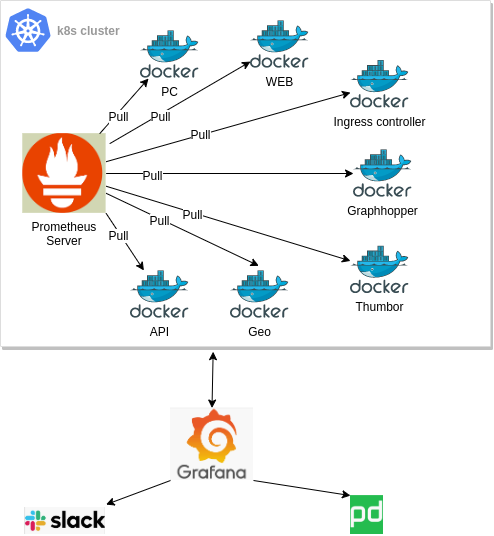 k8s cluster
docker
PC
docker
WEB
docker
Ingress controller
docker
Graphhopper
docker
Thumbor
docker
Geo
docker
API
Prometheus
Server
Pull
Pull
Pull
Pull
Pull
Pull
Pull
Grafana
slack
pd